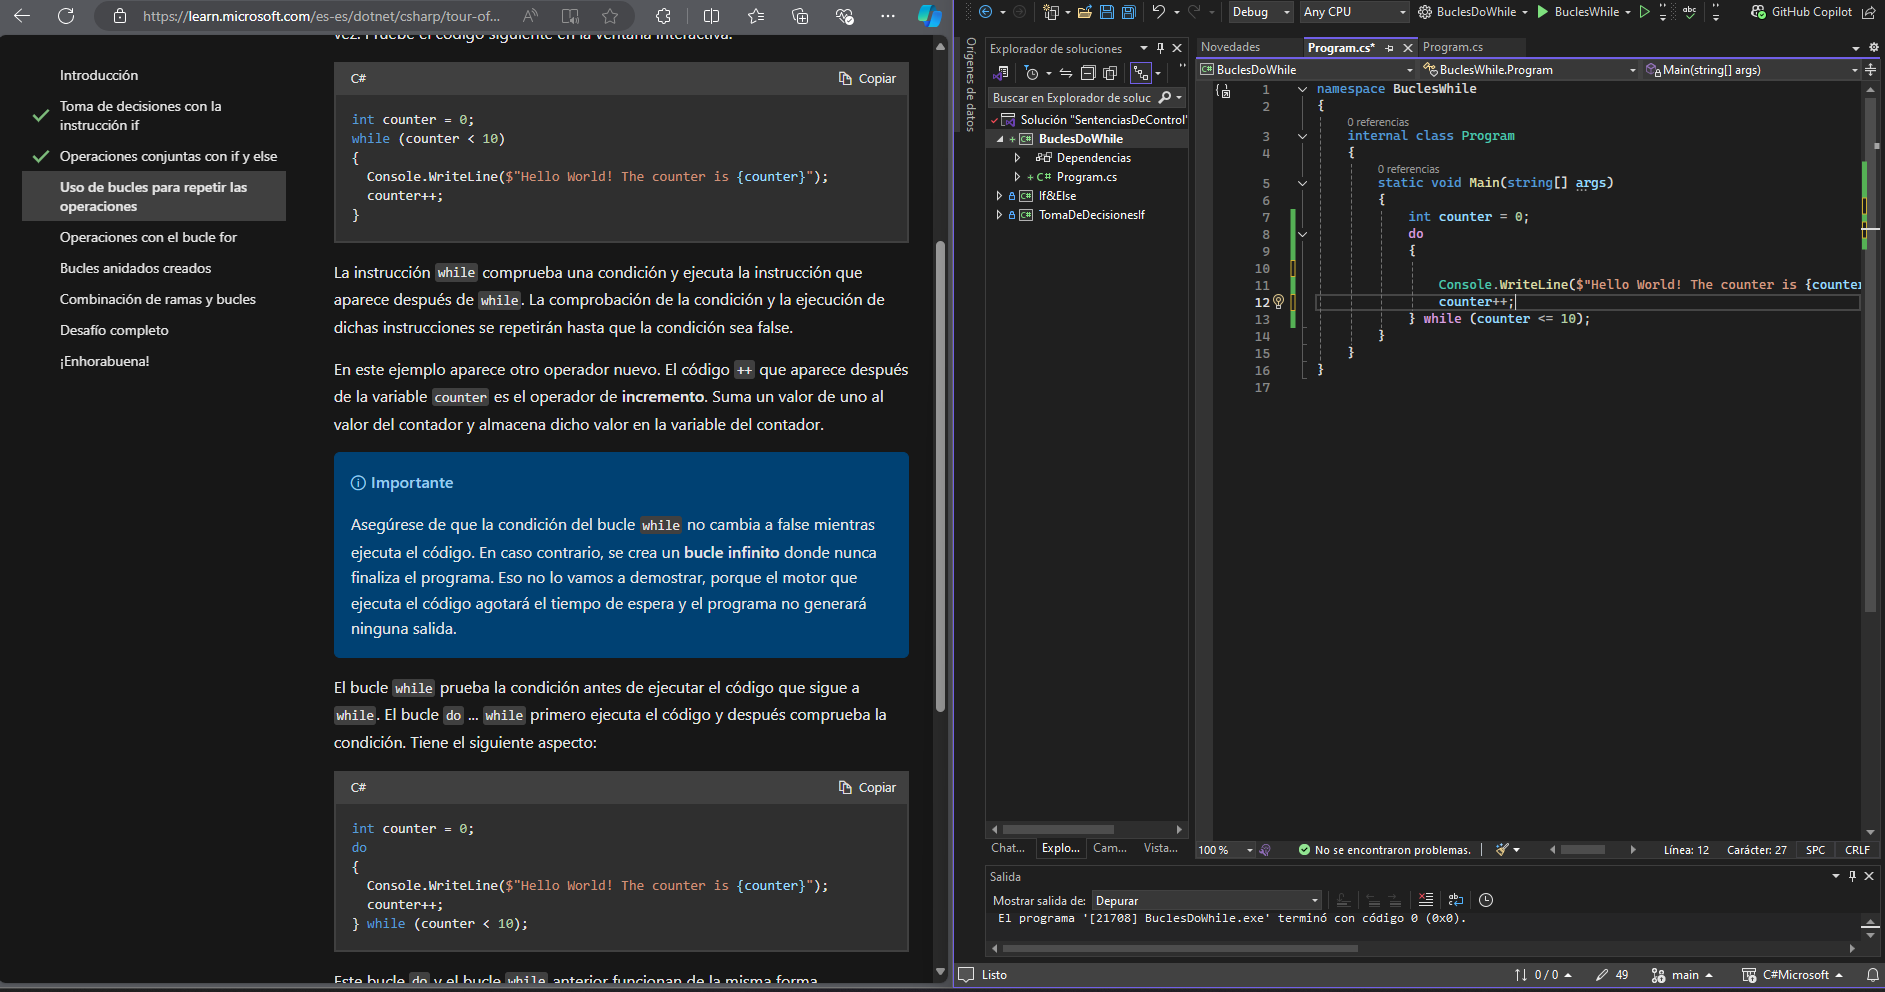 https://learn.microsoft.com/es-es/dotnet/csharp/tour-of...
Introducción
Toma de decisiones con la
instrucción if
Operaciones conjuntas con if y else
Uso de bucles para repetir las
operaciones
Operaciones con el bucle for
Bucles anidados creados
Combinación de ramas y bucles
Desafío completo
¡Enhorabuena!
vez. Pruebe el código siguiente en la ventana interactiva.
C#
Copiar
int counter = 0;
while (counter < 10)
{
Console.WriteLine($"Hello World! The counter is {counter}");
counter++;
}
La instrucción while comprueba una condición y ejecuta la instrucción que
aparece después de while. La comprobación de la condición y la ejecución de
dichas instrucciones se repetirán hasta que la condición sea false.
En este ejemplo aparece otro operador nuevo. El código ++ que aparece después
de la variable counter es el operador de incremento. Suma un valor de uno al
valor del contador y almacena dicho valor en la variable del contador.
Importante
Asegúrese de que la condición del bucle while no cambia a false mientras
ejecuta el código. En caso contrario, se crea un bucle infinito donde nunca
finaliza el programa. Eso no lo vamos a demostrar, porque el motor que
ejecuta el código agotará el tiempo de espera y el programa no generará
ninguna salida.
El bucle while prueba la condición antes de ejecutar el código que sigue a
while. El bucle do ... while primero ejecuta el código y después comprueba la
condición. Tiene el siguiente aspecto:
C#
Copiar
int counter = 0;
do
{
Console.WriteLine($"Hello World! The counter is {counter}");
counter++;
} while (counter < 10);
Este bucle do y el bucle while anterior funcionan de la misma forma.
Debug
Any CPU
BuclesDoWhile
BuclesWhile
GitHub Copilot
Orígenes de datos
Explorador de soluciones
Buscar en Explorador de soluc
Solución "SentenciasDeControl"
BuclesDoWhile
Dependencias
C# Program.cs
If&Else
TomaDeDecisionesIf
Chat...
Explo...
Cam...
Vista...
Novedades
Program.cs*
Program.cs
BuclesDoWhile
BuclesWhile.Program
Main(string[] args)
1 namespace BuclesWhile
2 {
0 referencias
3 internal class Program
4 {
0 referencias
5 static void Main(string[] args)
6 {
7 int counter = 0;
8 do
9 {
10
11 Console.WriteLine($"Hello World! The counter is {counter
12 counter++;
13 } while (counter <= 10);
14 }
15 }
16 }
17
100 %
No se encontraron problemas.
Línea: 12
Carácter: 27
SPC
CRLF
Salida
Mostrar salida de:
Depurar
El programa '[21708] BuclesDoWhile.exe' terminó con código 0 (0x0).
Listo
0 / 0
49
main
C#Microsoft